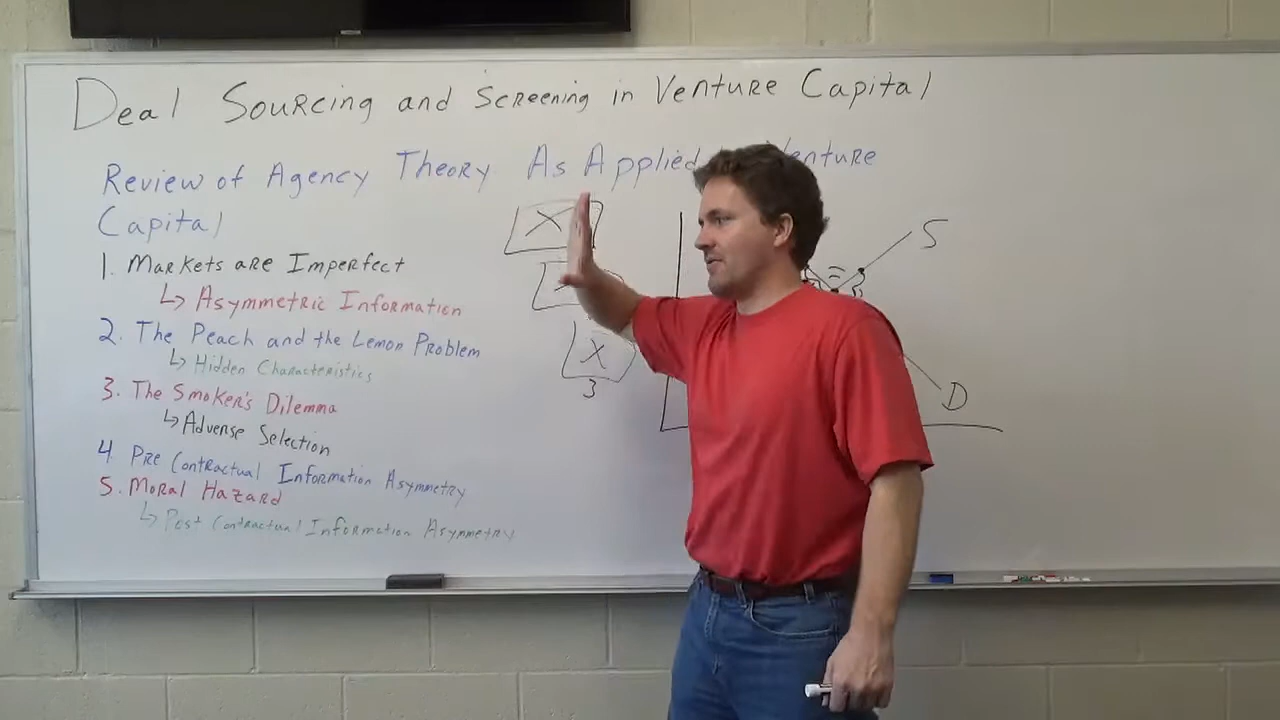 Deal Sourcing and Screening in Venture Capital
Review of Agency Theory As Applied Venture
Capital
1. Markets are Imperfect
↳ Asymmetric Information
2. The Peach and the Lemon Problem
↳ Hidden Characteristics
3. The Smoker's Dilemma
↳ Adverse Selection
4 Pre Contractual Information Asymmetry
5. Moral Hazard
↳ Post Contractual Information Asymmetry
X
X
3
S
D